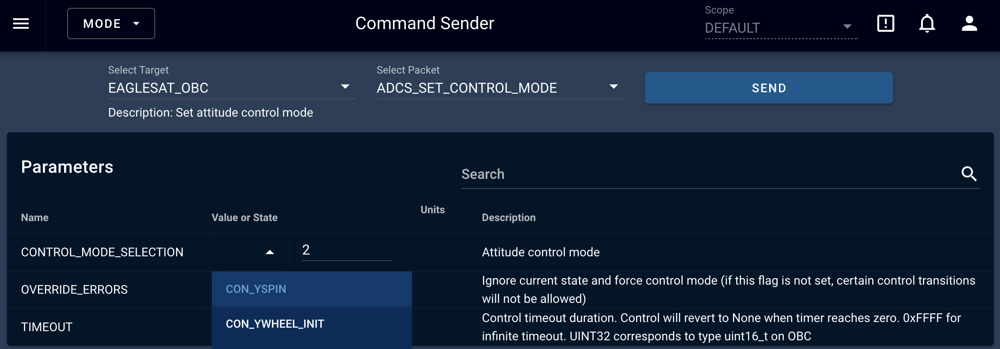 MODE
Command Sender
Scope
DEFAULT
Select Target
EAGLESAT_OBC
Select Packet
ADCS_SET_CONTROL_MODE
SEND
Description: Set attitude control mode
Parameters
Search
Name
Value or State
Units
Description
CONTROL_MODE_SELECTION
2
Attitude control mode
OVERRIDE_ERRORS
CON_YSPIN
Ignore current state and force control mode (if this flag is not set, certain control transitions
will not be allowed)
TIMEOUT
CON_YWHEEL_INIT
Control timeout duration. Control will revert to None when timer reaches zero. 0xFFFF for
infinite timeout. UINT32 corresponds to type uint16_t on OBC